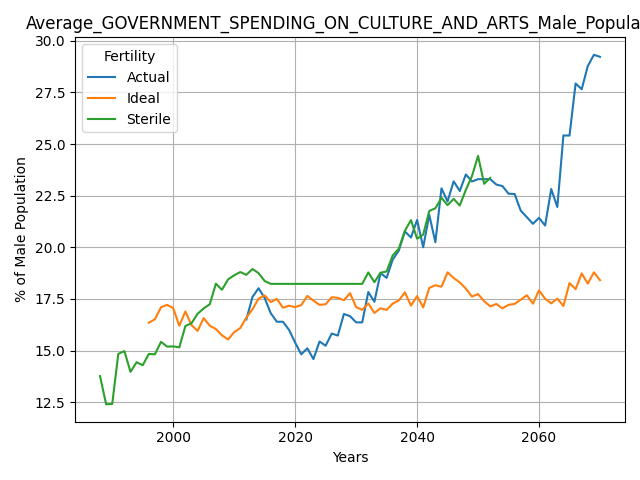 Average_GOVERNMENT_SPENDING_ON_CULTURE_AND_ARTS_Male_Popula
Fertility
Actual
Ideal
Sterile
% of Male Population
30.0
27.5
25.0
22.5
20.0
17.5
15.0
12.5
2000
2020
2040
2060
Years